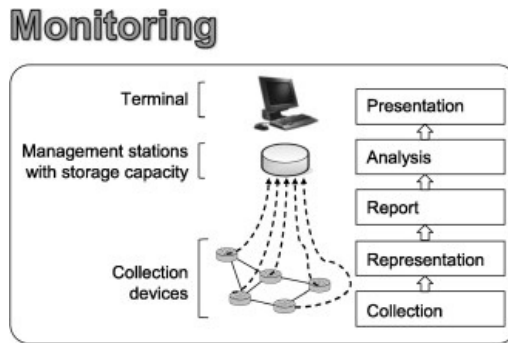 Monitoring
Terminal
Management stations
with storage capacity
Collection
devices
Presentation
Analysis
Report
Representation
Collection